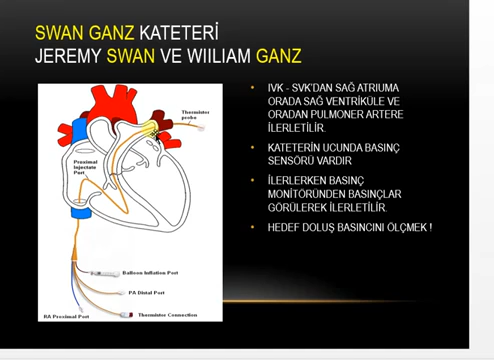 SWAN GANZ KATETERİ
JEREMY SWAN VE WIILIAM GANZ
Thermistor
probe
Proximal
Injectate
Port
Balloon Inflation Port
PA Distal Port
RA Proximal Port
Thermistor Connection
• IVK - SVK'DAN SAĞ ATRIUMA
ORADA SAĞ VENTRİKÜLE VE
ORADAN PULMONER ARTERE
İLERLETİLİR.
• KATETERİN UCUNDA BASINÇ
SENSÖRÜ VARDIR
• İLERLERKEN BASINÇ
MONİTÖRÜNDEN BASINÇLAR
GÖRÜLEREK İLERLETİLİR.
• HEDEF DOLUŞ BASINCINI ÖLÇMEK !